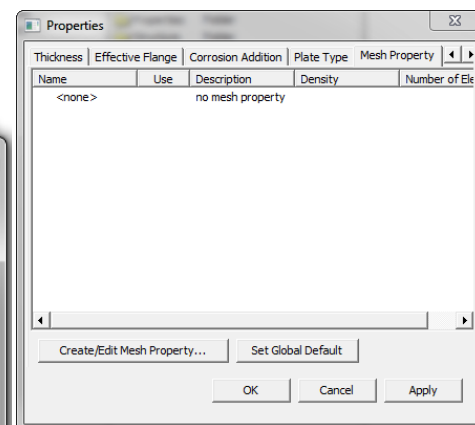 Properties
Thickness Effective Flange Corrosion Addition Plate Type Mesh Property
Name Use Description Density Number of Ele
<none> no mesh property
Create/Edit Mesh Property... Set Global Default
OK Cancel Apply